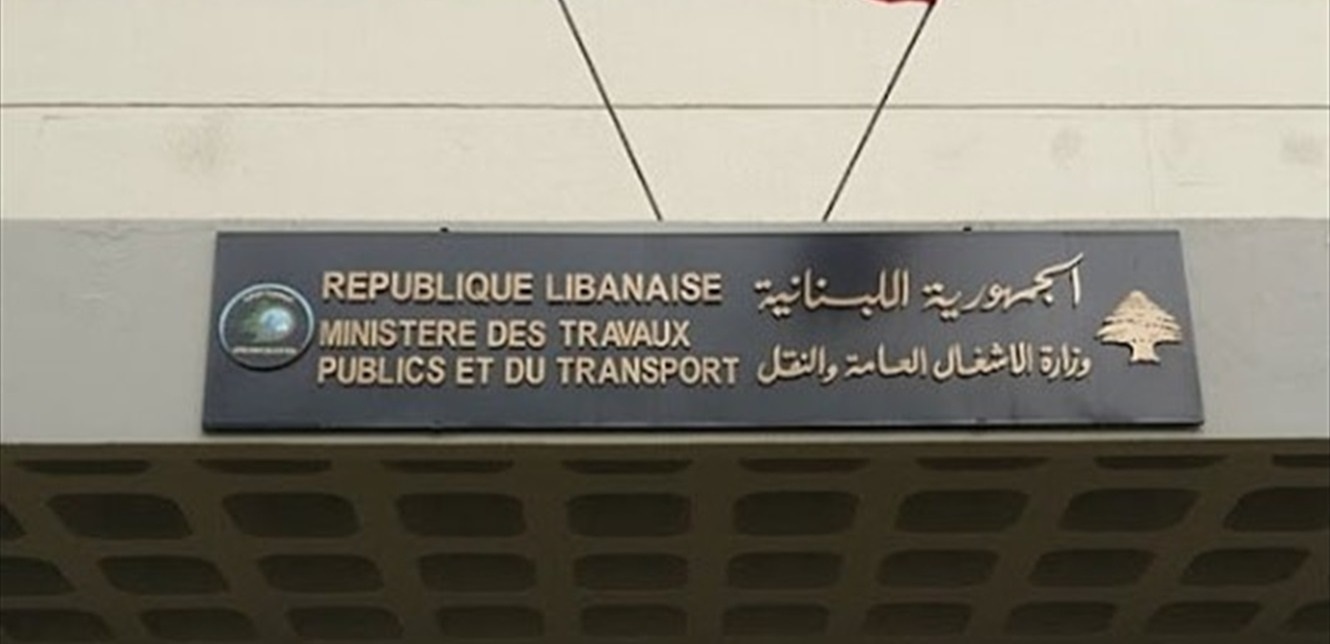 REPUBLIQUE LIBANAISE
MINISTERE DES TRAVAUX
PUBLICS ET DU TRANSPORT
الجمهورية اللبنانية
وزارة الاشغال العامة والنقل